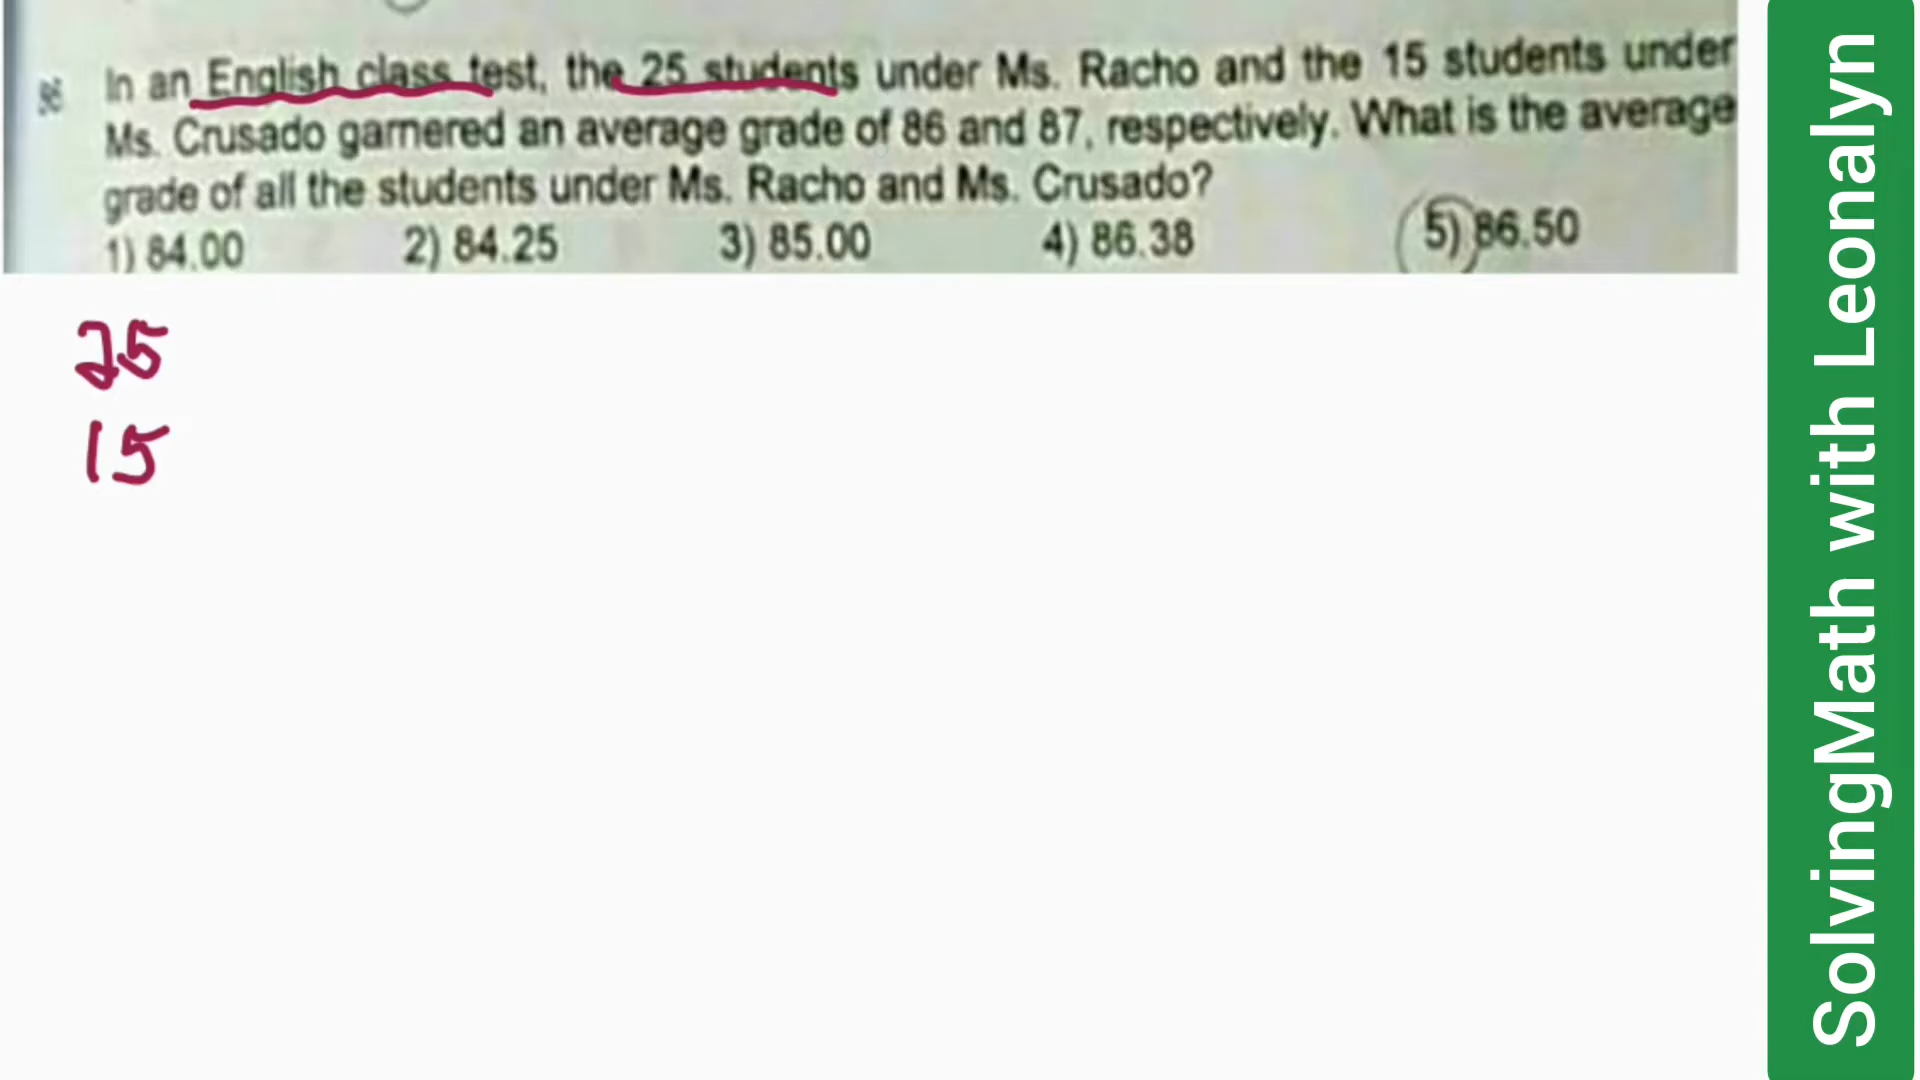 96 In an English class test, the 25 students under Ms. Racho and the 15 students under
Ms. Crusado garnered an average grade of 86 and 87, respectively. What is the average
grade of all the students under Ms. Racho and Ms. Crusado?
1) 84.00 2) 84.25 3) 85.00 4) 86.38 5) 86.50
25
15
SolvingMath with Leonalyn